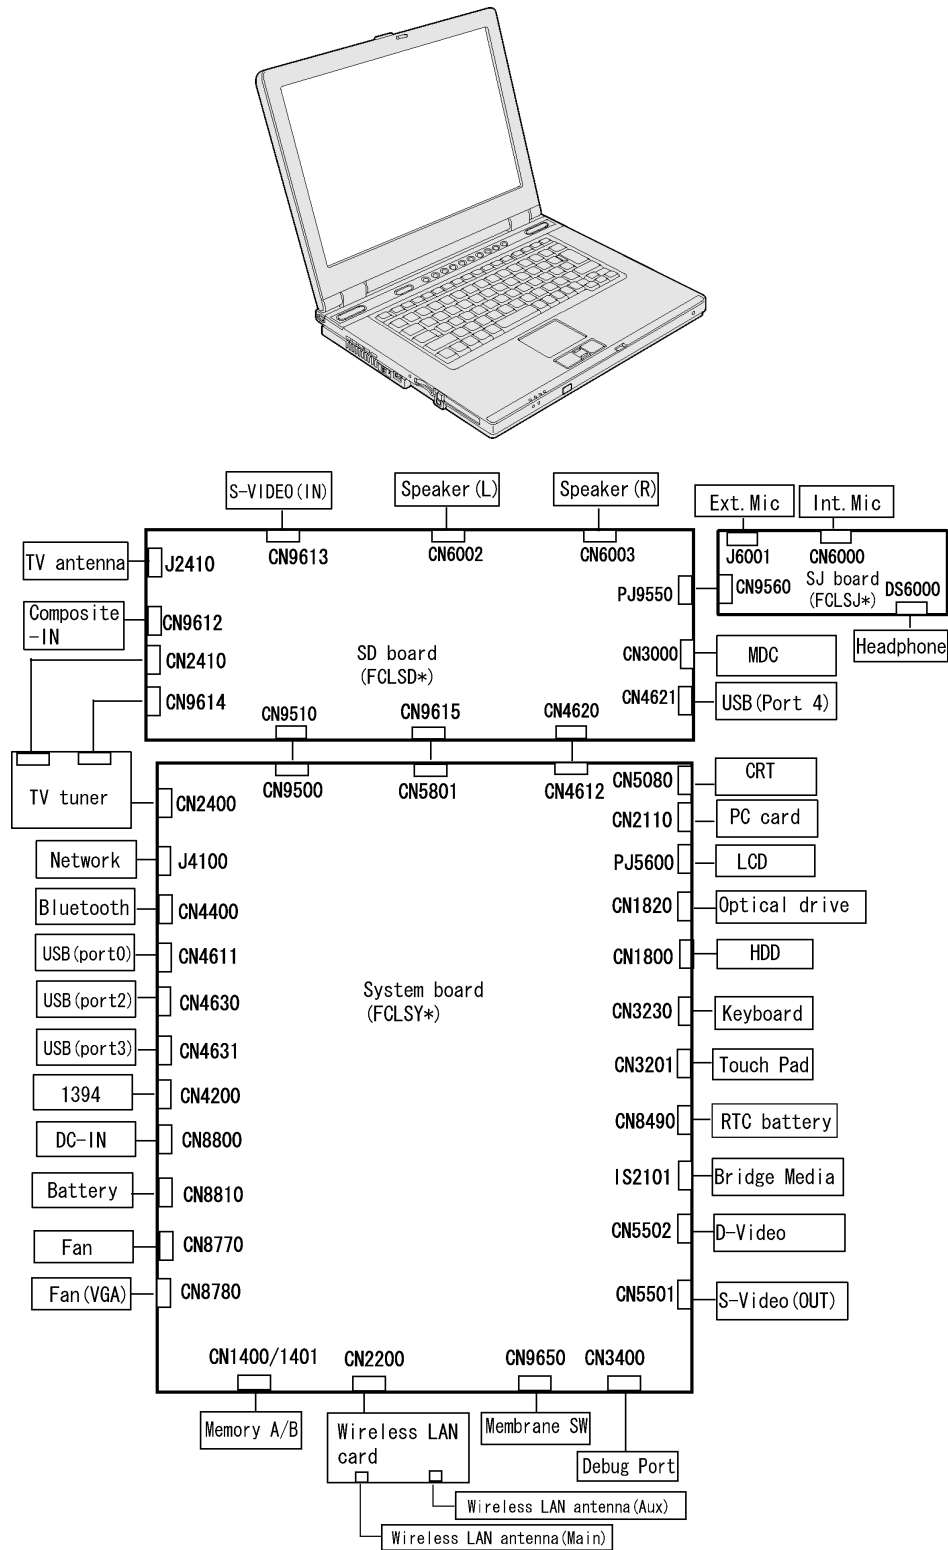 S-VIDEO(IN)
Speaker(L)
Speaker(R)
Ext.Mic
Int.Mic
CN9613
CN6002
CN6003
J6001
CN6000
TV antenna
J2410
SJ board
(FCLSJ*)
CN9560
DS6000
PJ9550
Composite
-IN
CN9612
Headphone
SD board
(FCLSD*)
CN2410
CN3000
MDC
CN9614
CN4621
USB(Port 4)
CN9510
CN9615
CN4620
TV tuner
CN2400
CN9500
CN5801
CN4612
CN5080
CRT
CN2110
PC card
Network
J4100
PJ5600
LCD
Bluetooth
CN4400
CN1820
Optical drive
USB(port0)
CN4611
CN1800
HDD
System board
(FCLSY*)
USB(port2)
CN4630
CN3230
Keyboard
USB(port3)
CN4631
CN3201
Touch Pad
1394
CN4200
CN8490
RTC battery
DC-IN
CN8800
IS2101
Bridge Media
Battery
CN8810
CN5502
D-Video
Fan
CN8770
Fan(VGA)
CN8780
CN5501
S-Video(OUT)
CN1400/1401
CN2200
CN9650
CN3400
Memory A/B
Wireless LAN
card
Membrane SW
Debug Port
Wireless LAN antenna(Aux)
Wireless LAN antenna(Main)